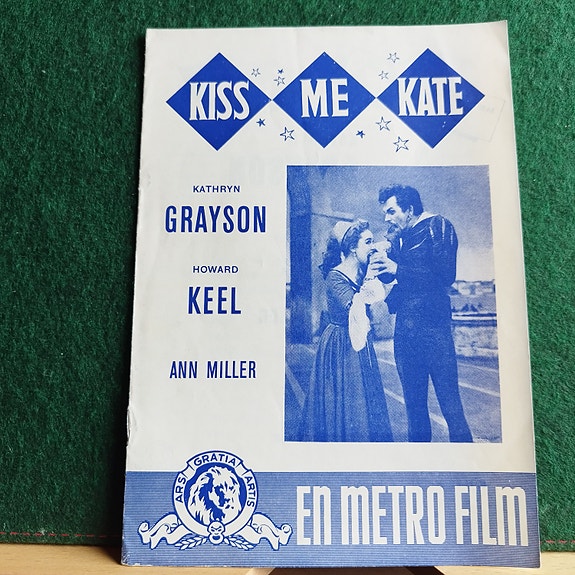 KISS ME KATE
KATHRYN
GRAYSON
HOWARD
KEEL
ANN MILLER
ARS GRATIA ARTIS
EN METRO FILM